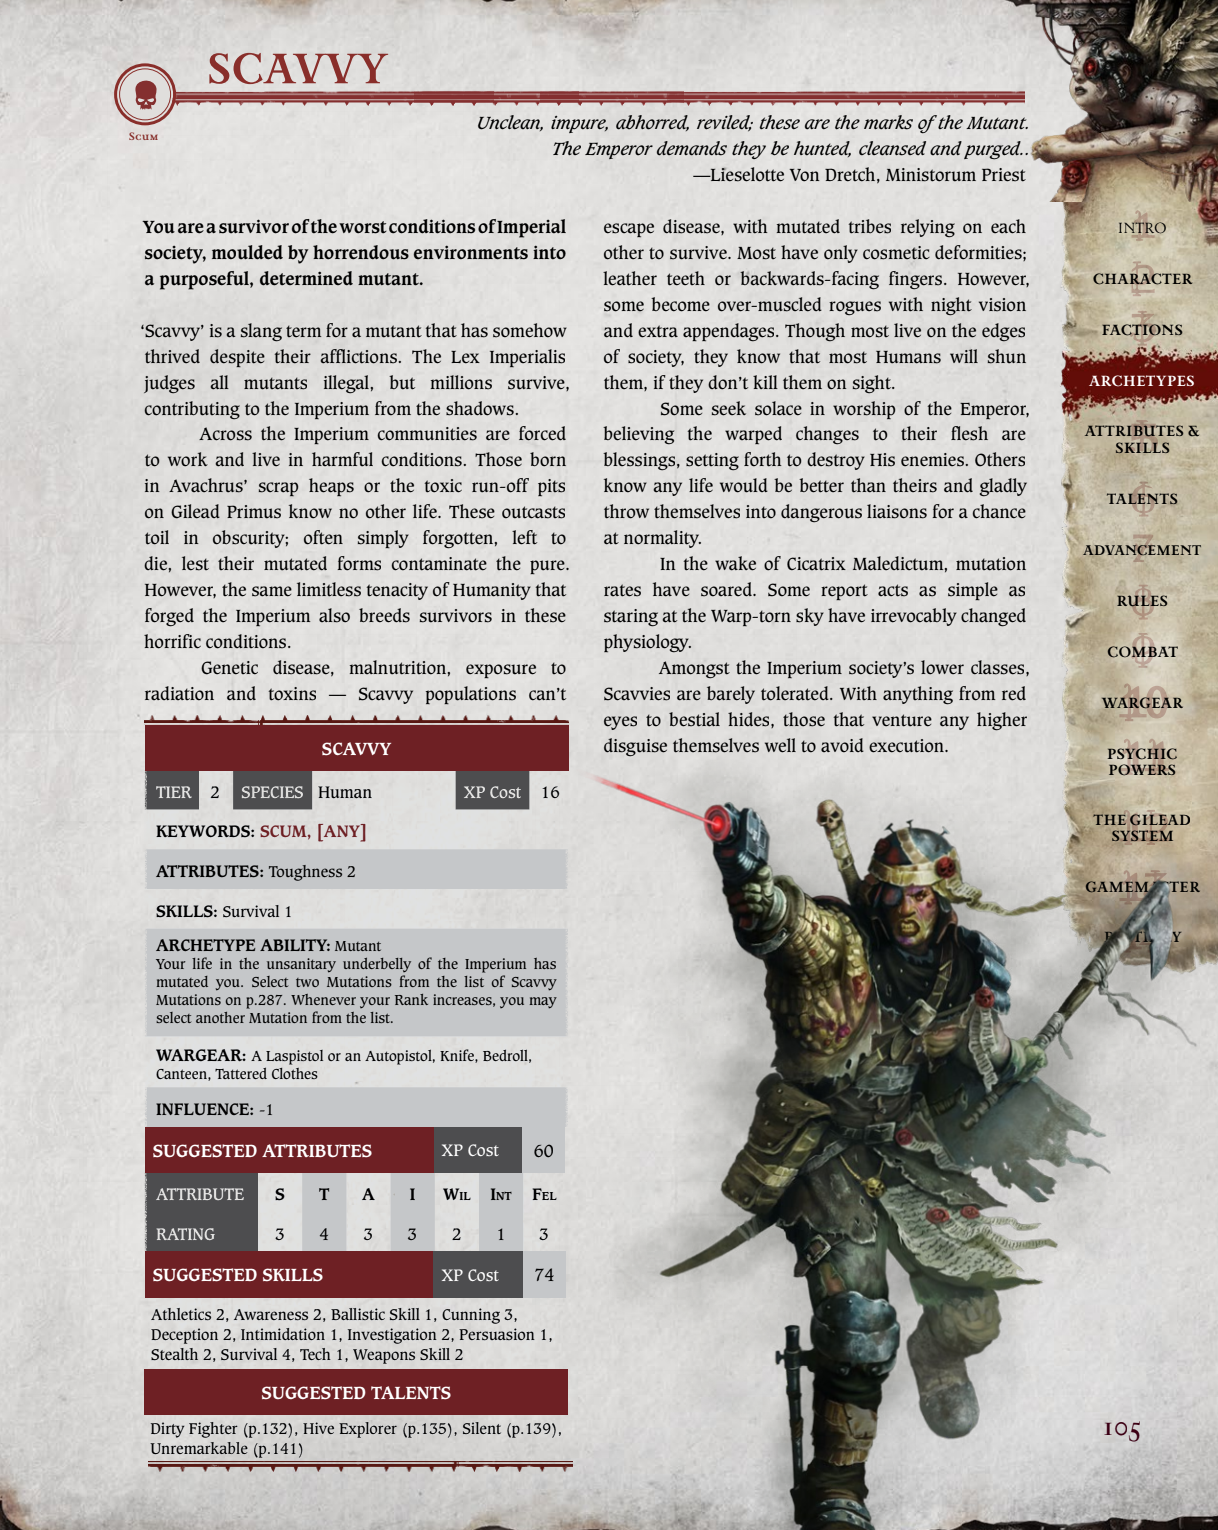 SCAVVY
SCUM
Unclean, impure, abhorred, reviled; these are the marks of the Mutant.
The Emperor demands they be hunted, cleansed and purged..
—Lieselotte Von Dretch, Ministorum Priest
You are a survivor of the worst conditions of Imperial
society, moulded by horrendous environments into
a purposeful, determined mutant.
‘Scavvy’ is a slang term for a mutant that has somehow
thrived despite their afflictions. The Lex Imperialis
judges all mutants illegal, but millions survive,
contributing to the Imperium from the shadows.
Across the Imperium communities are forced
to work and live in harmful conditions. Those born
in Avachrus’ scrap heaps or the toxic run-off pits
on Gilead Primus know no other life. These outcasts
toil in obscurity; often simply forgotten, left to
die, lest their mutated forms contaminate the pure.
However, the same limitless tenacity of Humanity that
forged the Imperium also breeds survivors in these
horrific conditions.
Genetic disease, malnutrition, exposure to
radiation and toxins — Scavvy populations can’t
escape disease, with mutated tribes relying on each
other to survive. Most have only cosmetic deformities;
leather teeth or backwards-facing fingers. However,
some become over-muscled rogues with night vision
and extra appendages. Though most live on the edges
of society, they know that most Humans will shun
them, if they don’t kill them on sight.
Some seek solace in worship of the Emperor,
believing the warped changes to their flesh are
blessings, setting forth to destroy His enemies. Others
know any life would be better than theirs and gladly
throw themselves into dangerous liaisons for a chance
at normality.
In the wake of Cicatrix Maledictum, mutation
rates have soared. Some report acts as simple as
staring at the Warp-torn sky have irrevocably changed
physiology.
Amongst the Imperium society’s lower classes,
Scavvies are barely tolerated. With anything from red
eyes to bestial hides, those that venture any higher
disguise themselves well to avoid execution.
SCAVVY
TIER 2 SPECIES Human XP Cost 16
KEYWORDS: SCUM, [ANY]
ATTRIBUTES: Toughness 2
SKILLS: Survival 1
ARCHETYPE ABILITY: Mutant
Your life in the unsanitary underbelly of the Imperium has
mutated you. Select two Mutations from the list of Scavvy
Mutations on p.287. Whenever your Rank increases, you may
select another Mutation from the list.
WARGEAR: A Laspistol or an Autopistol, Knife, Bedroll,
Canteen, Tattered Clothes
INFLUENCE: -1
SUGGESTED ATTRIBUTES XP Cost 60
ATTRIBUTE S T A I WIL INT FEL
RATING 3 4 3 3 2 1 3
SUGGESTED SKILLS XP Cost 74
Athletics 2, Awareness 2, Ballistic Skill 1, Cunning 3,
Deception 2, Intimidation 1, Investigation 2, Persuasion 1,
Stealth 2, Survival 4, Tech 1, Weapons Skill 2
SUGGESTED TALENTS
Dirty Fighter (p.132), Hive Explorer (p.135), Silent (p.139),
Unremarkable (p.141)
INTRO
CHARACTER
FACTIONS
ARCHETYPES
ATTRIBUTES &
SKILLS
TALENTS
ADVANCEMENT
RULES
COMBAT
WARGEAR
PSYCHIC
POWERS
THE GILEAD
SYSTEM
105